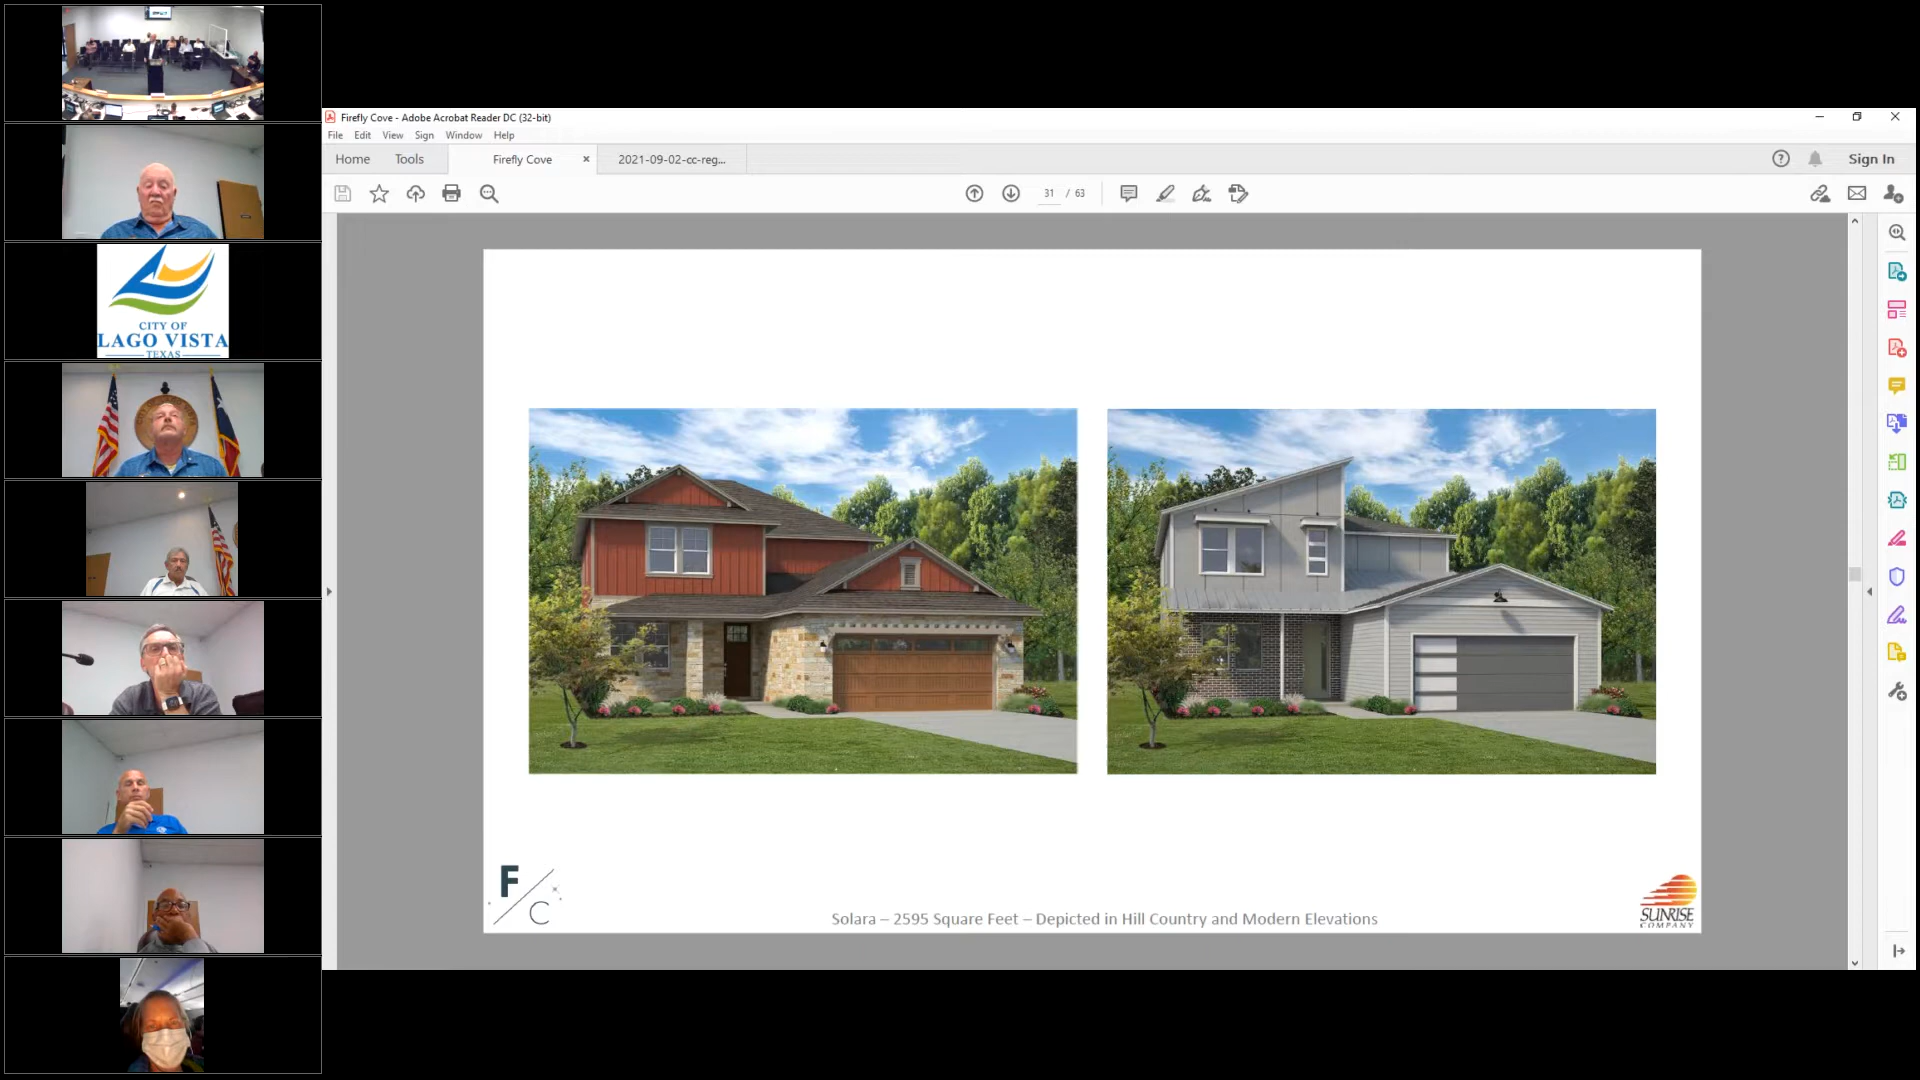 CITY OF
LAGO VISTA
TEXAS
Firefly Cove - Adobe Acrobat Reader DC (32-bit)
File Edit View Sign Window Help
Home Tools Firefly Cove 2021-09-02-cc-reg... Sign In
31 / 63
F
C
Solara – 2595 Square Feet – Depicted in Hill Country and Modern Elevations
SUNRISE
COMPANY